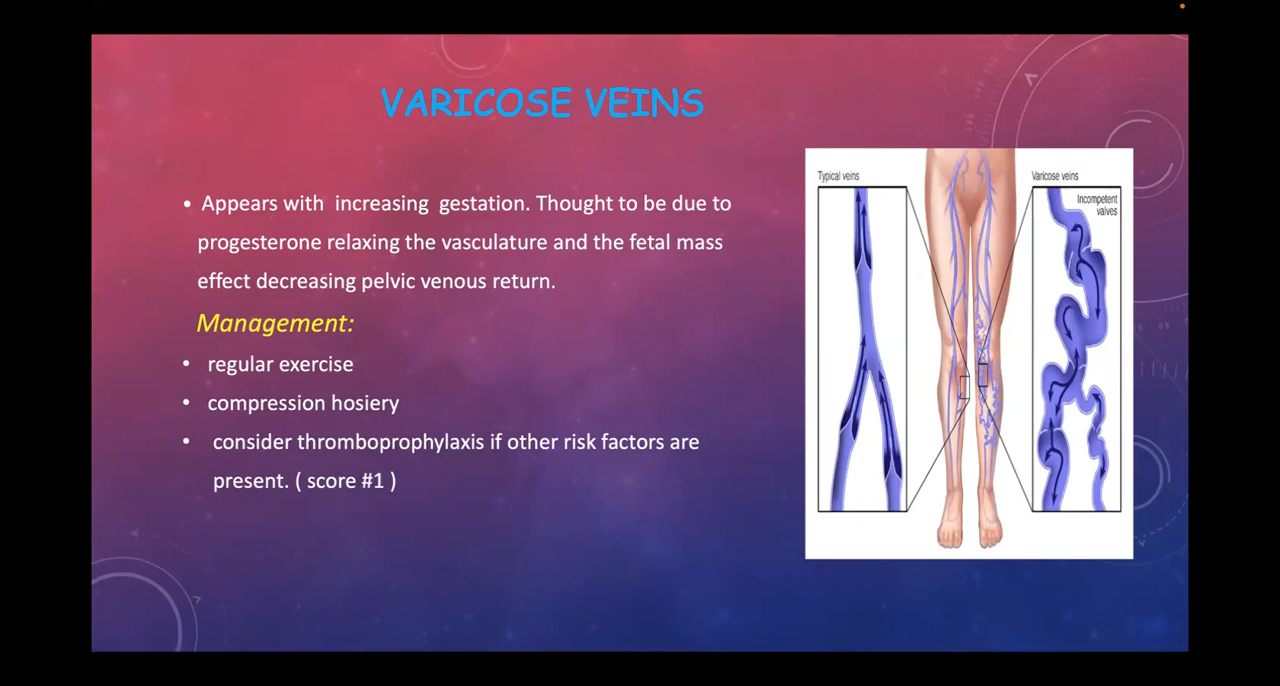 VARICOSE VEINS
• Appears with increasing gestation. Thought to be due to
progesterone relaxing the vasculature and the fetal mass
effect decreasing pelvic venous return.
Management:
• regular exercise
• compression hosiery
• consider thromboprophylaxis if other risk factors are
present. ( score #1 )
Typical veins
Varicose veins
Incompetent
valves